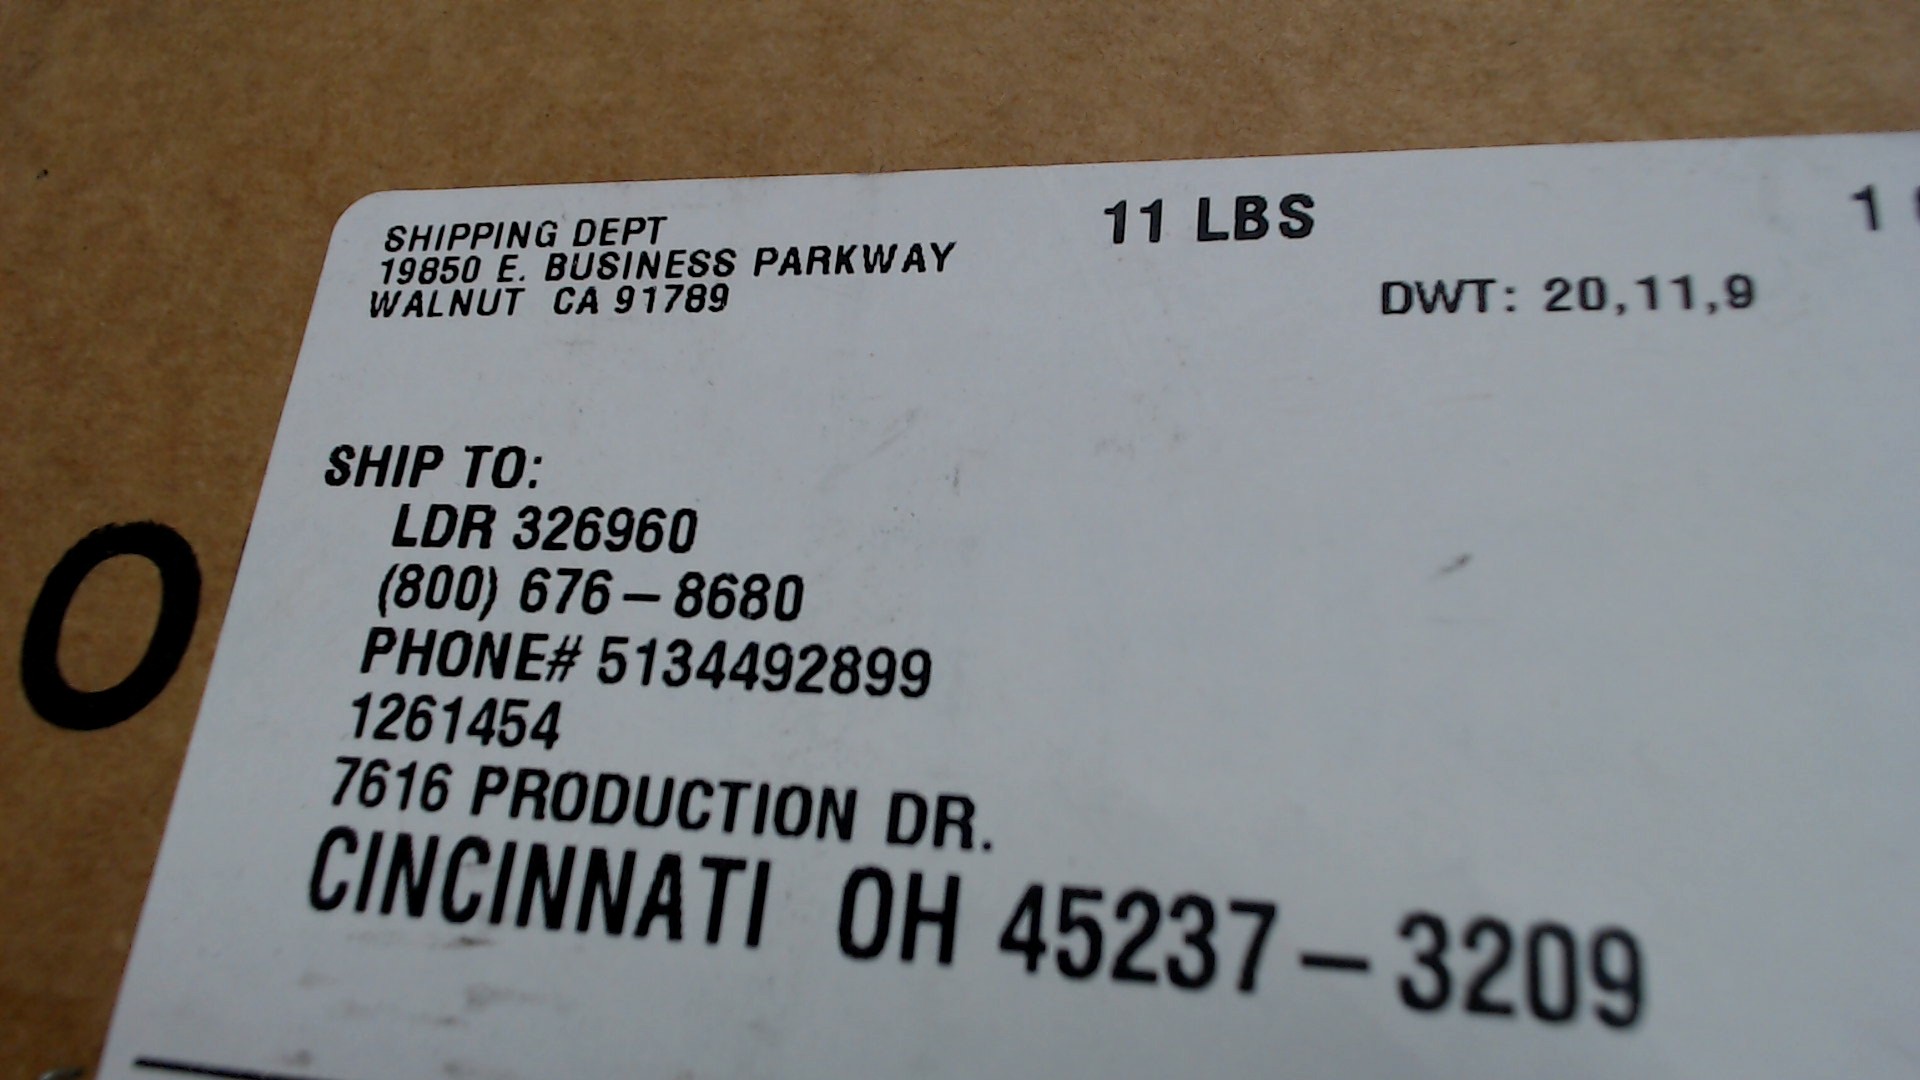 SHIPPING DEPT
19850 E. BUSINESS PARKWAY
WALNUT CA 91789
11 LBS
1
DWT: 20,11,9
SHIP TO:
LDR 326960
(800) 676-8680
PHONE# 5134492899
1261454
7616 PRODUCTION DR.
CINCINNATI OH 45237-3209
O